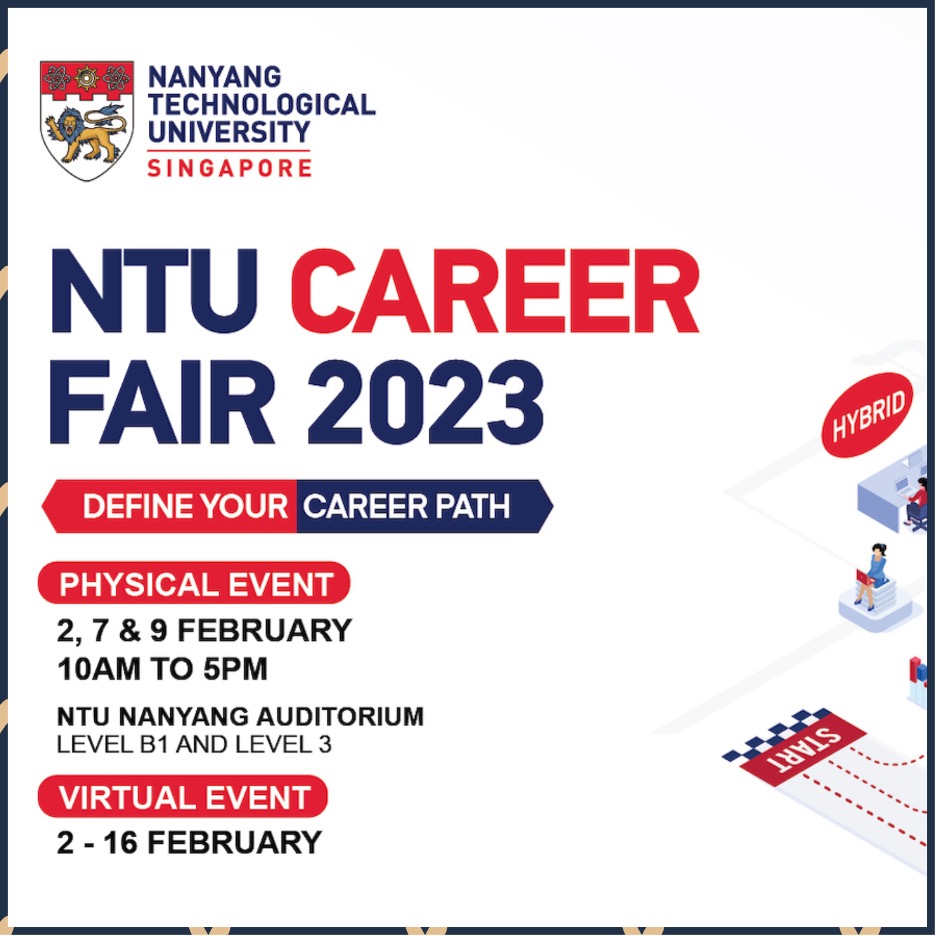 NANYANG
TECHNOLOGICAL
UNIVERSITY
SINGAPORE
NTU CAREER
FAIR 2023
HYBRID
DEFINE YOUR CAREER PATH
PHYSICAL EVENT
2, 7 & 9 FEBRUARY
10AM TO 5PM
NTU NANYANG AUDITORIUM
LEVEL B1 AND LEVEL 3
START
VIRTUAL EVENT
2 - 16 FEBRUARY